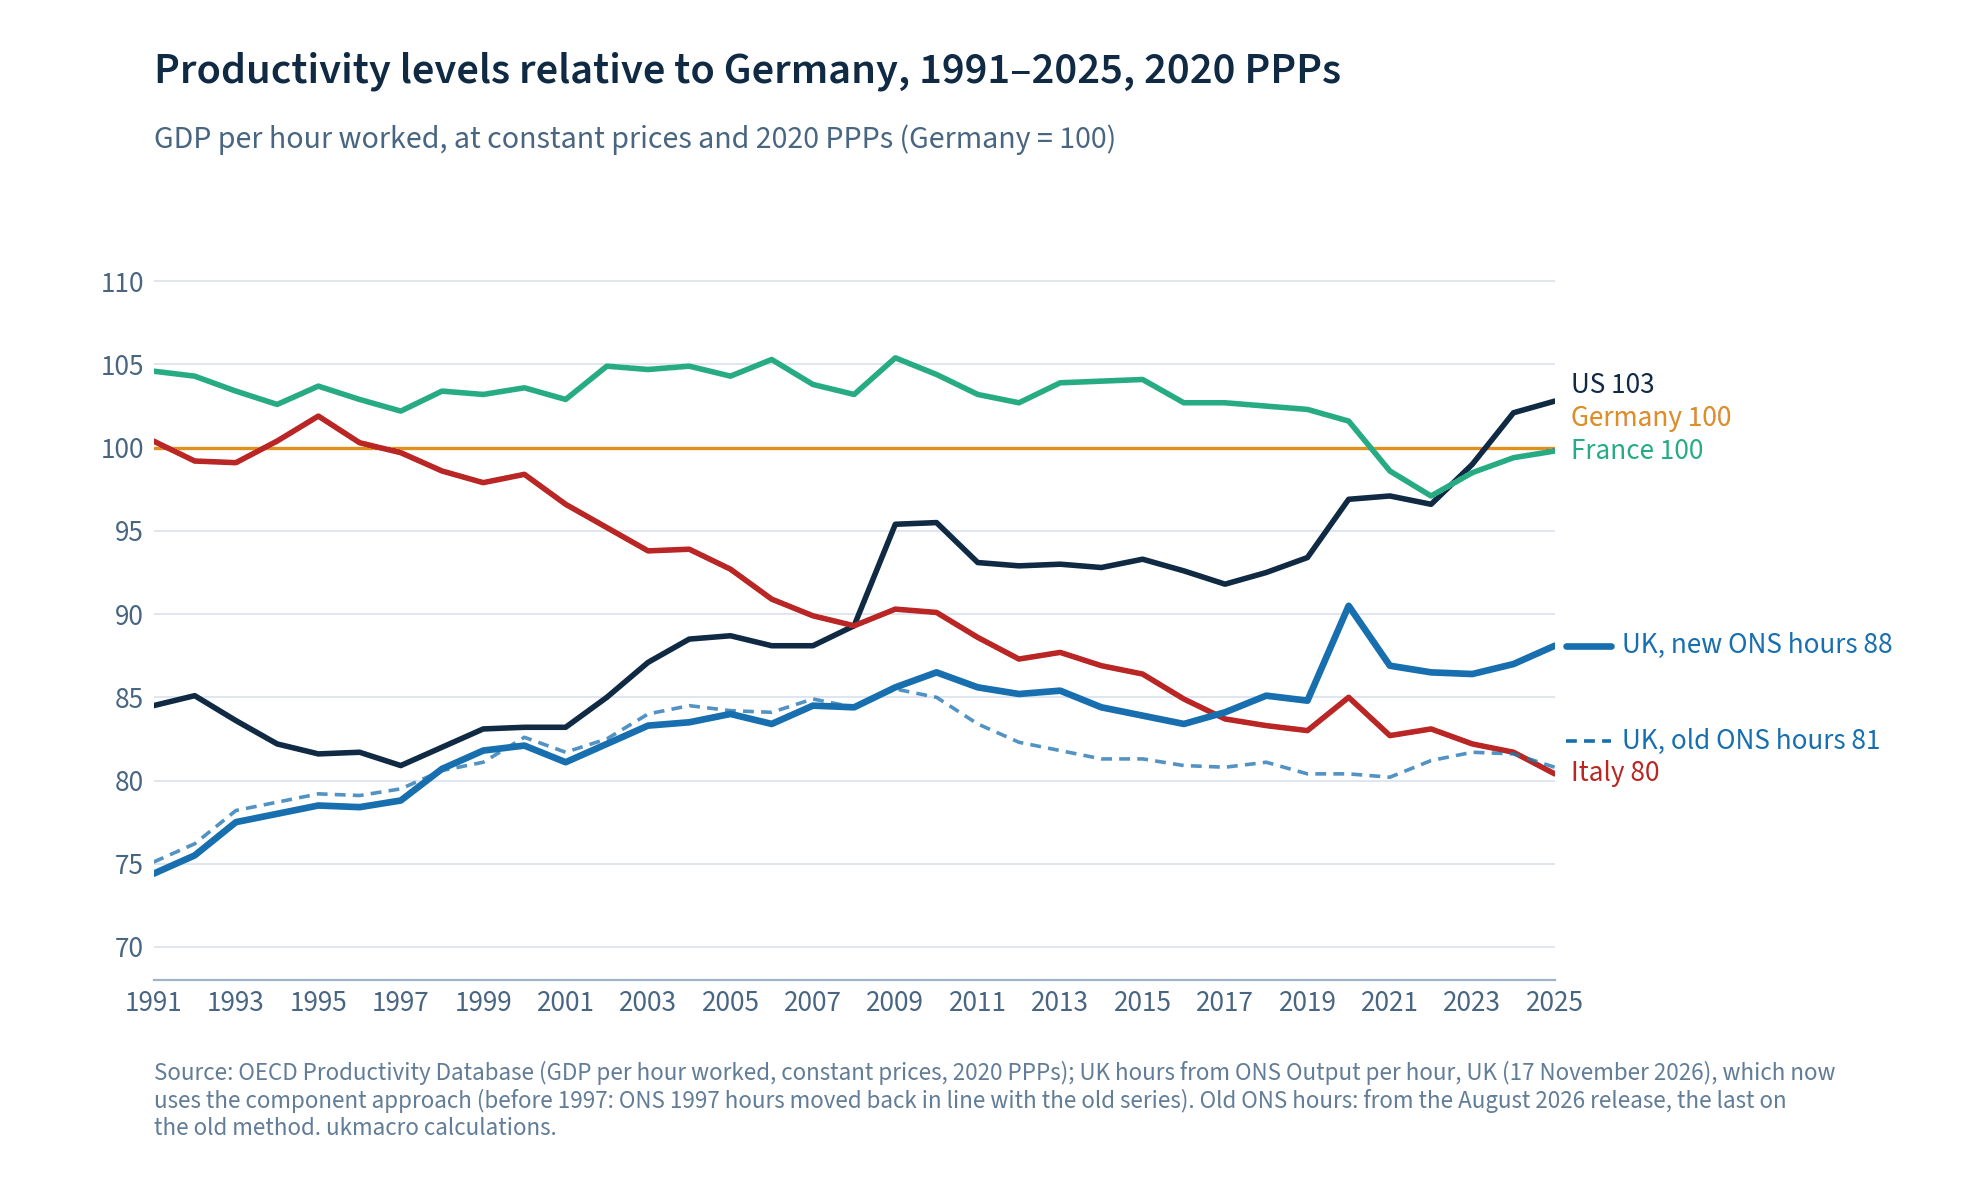 Productivity levels relative to Germany, 1991–2025, 2020 PPPs
GDP per hour worked, at constant prices and 2020 PPPs (Germany = 100)
110
105
100
95
90
85
80
75
70
US 103
Germany 100
France 100
UK, new ONS hours 88
UK, old ONS hours 81
Italy 80
1991 1993 1995 1997 1999 2001 2003 2005 2007 2009 2011 2013 2015 2017 2019 2021 2023 2025
Source: OECD Productivity Database (GDP per hour worked, constant prices, 2020 PPPs); UK hours from ONS Output per hour, UK (17 November 2026), which now
uses the component approach (before 1997: ONS 1997 hours moved back in line with the old series). Old ONS hours: from the August 2026 release, the last on
the old method. ukmacro calculations.